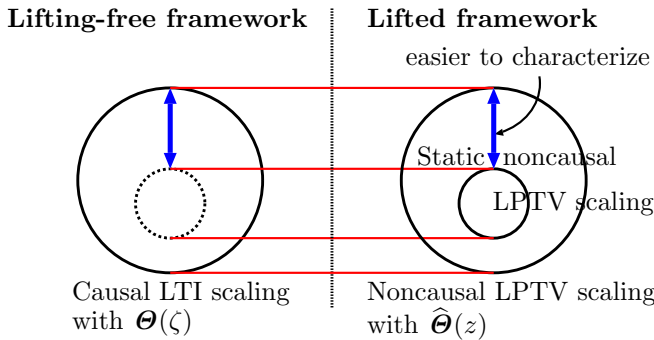 Lifting-free framework
Lifted framework
easier to characterize
Static noncausal
LPTV scaling
Causal LTI scaling
with Θ(ζ)
Noncausal LPTV scaling
with Θ̂(z)